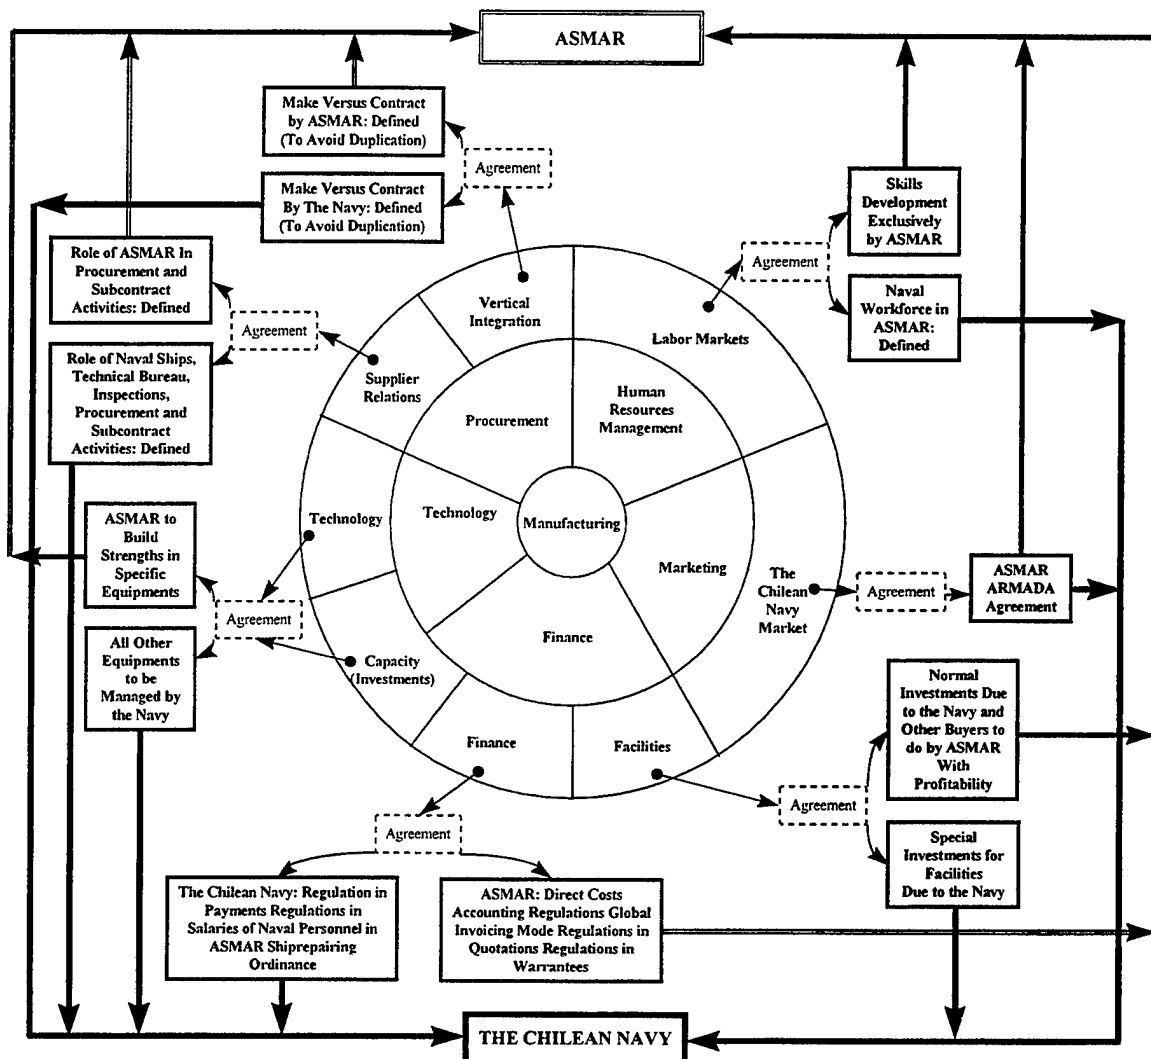 ASMAR
Make Versus Contract
by ASMAR: Defined
(To Avoid Duplication)
Agreement
Make Versus Contract
By The Navy: Defined
(To Avoid Duplication)
Skills
Development
Exclusively
by ASMAR
Agreement
Naval
Workforce in
ASMAR:
Defined
Role of ASMAR In
Procurement and
Subcontract
Activities: Defined
Agreement
Role of Naval Ships,
Technical Bureau,
Inspections,
Procurement and
Subcontract
Activities: Defined
Vertical
Integration
Labor Markets
Supplier
Relations
Procurement
Human
Resources
Management
Technology
Technology
Manufacturing
Marketing
The
Chilean
Navy
Market
Agreement
ASMAR
ARMADA
Agreement
ASMAR to
Build
Strengths in
Specific
Equipments
Agreement
All Other
Equipments
to be
Managed by
the Navy
Finance
Capacity
(Investments)
Finance
Facilities
Normal
Investments Due
to the Navy and
Other Buyers to
do by ASMAR
With
Profitability
Agreement
Special
Investments for
Facilities
Due to the Navy
Agreement
The Chilean Navy: Regulation in
Payments Regulations in
Salaries of Naval Personnel in
ASMAR Shiprepairing
Ordinance
ASMAR: Direct Costs
Accounting Regulations Global
Invoicing Mode Regulations in
Quotations Regulations in
Warrantees
THE CHILEAN NAVY